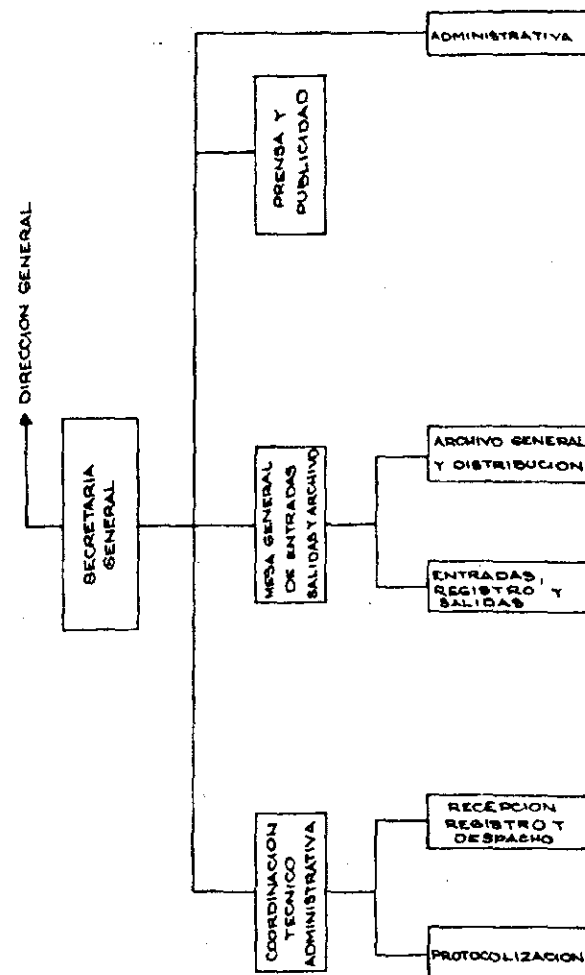 DIRECCION GENERAL
SECRETARIA
GENERAL
COORDINACION
TECNICO
ADMINISTRATIVA
MESA GENERAL
DE ENTRADAS
SALIDAS Y ARCHIVO
PRENSA Y
PUBLICIDAD
ADMINISTRATIVA
PROTOCOLIZACION
RECEPCION
REGISTRO Y
DESPACHO
ENTRADAS,
REGISTRO Y
SALIDAS
ARCHIVO GENERAL
Y DISTRIBUCION